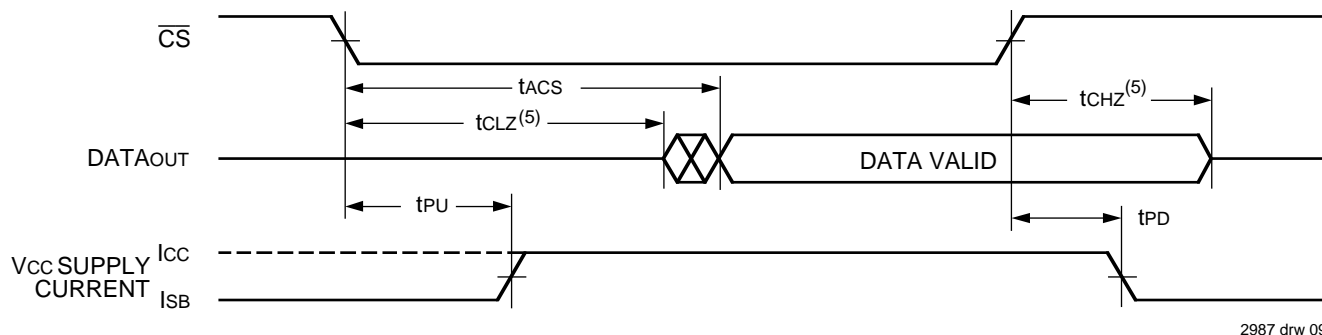 CS
tACS
tCLZ(5)
tCHZ(5)
DATAOUT
DATA VALID
tPU
tPD
ICC
VCC SUPPLY
CURRENT
ISB
2987 drw 09